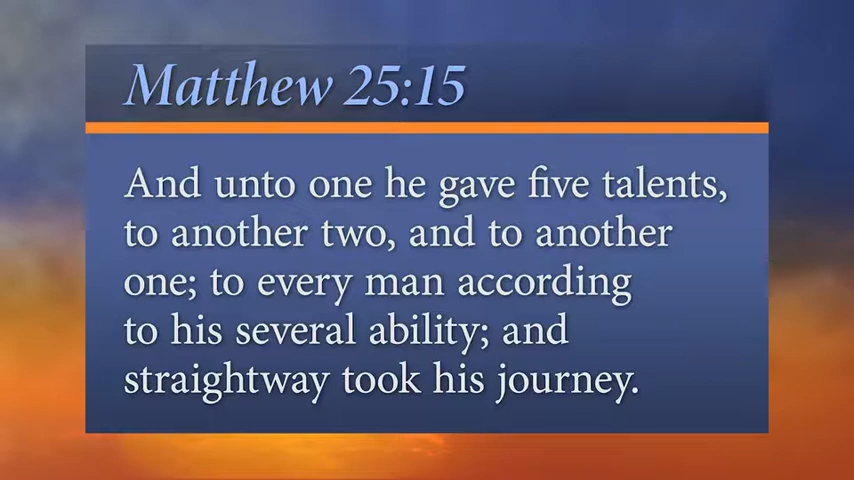 Matthew 25:15
And unto one he gave five talents,
to another two, and to another
one; to every man according
to his several ability; and
straightway took his journey.